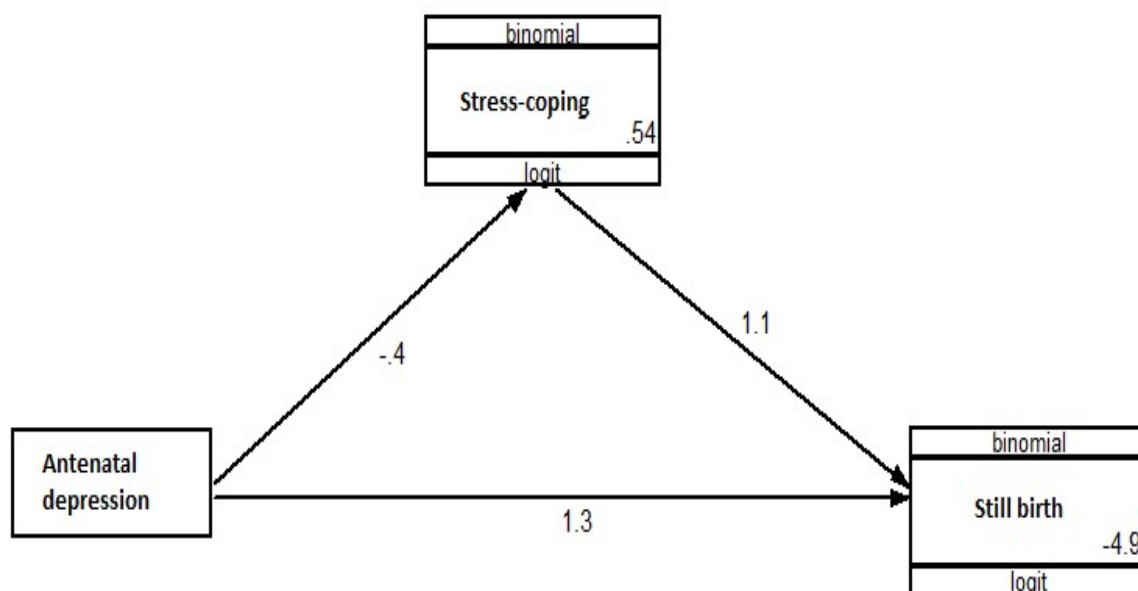 binomial
Stress-coping
.54
logit
-.4
1.1
Antenatal
depression
1.3
binomial
Still birth
-4.9
logit